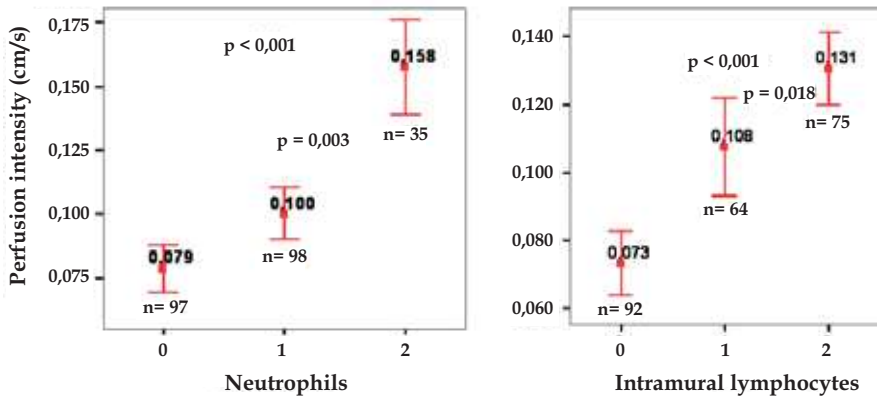 Perfusion intensity (cm/s)
0,175
0,150
0,125
0,100
0,075
p < 0,001
0,158
p = 0,003
n= 35
0,100
n= 98
0,079
n= 97
0
1
2
Neutrophils
0,140
0,120
0,100
0,080
0,060
p < 0,001
0,131
p = 0,018
n= 75
0,108
n= 64
0,073
n= 92
0
1
2
Intramural lymphocytes